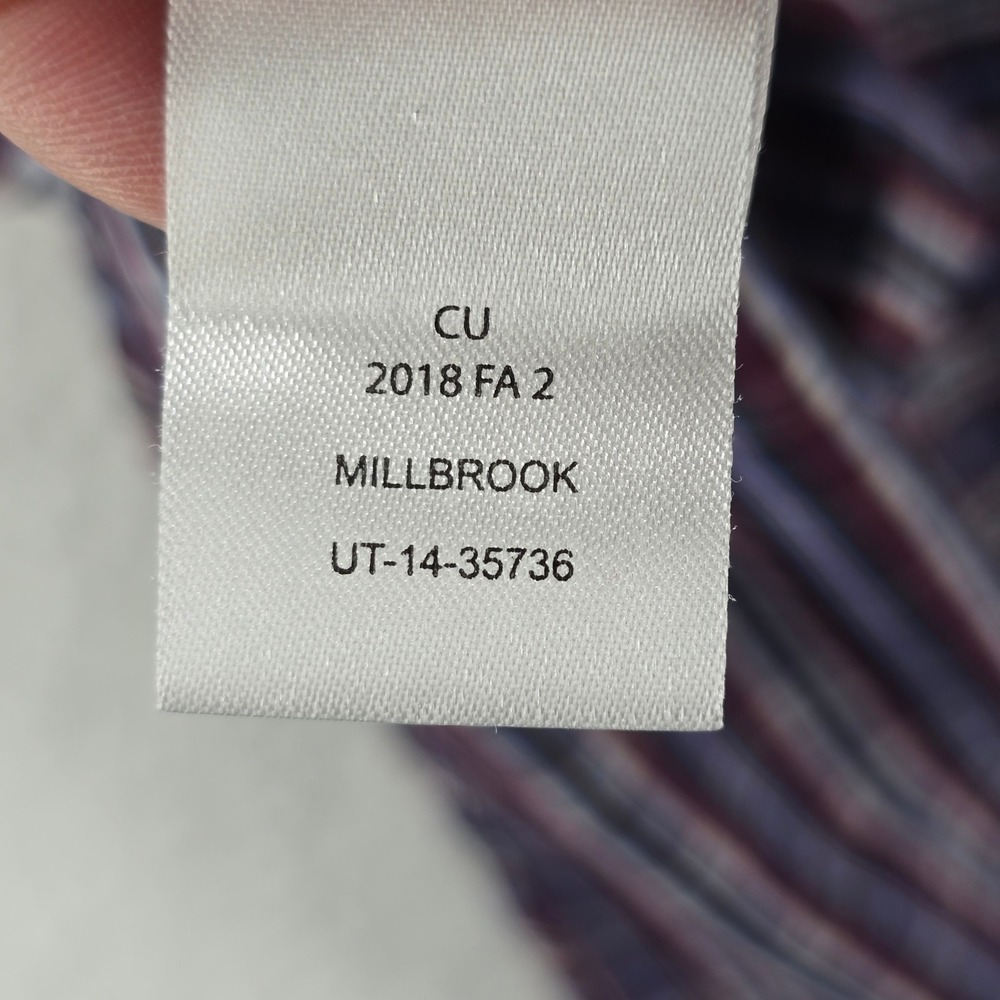 CU
2018 FA 2
MILLBROOK
UT-14-35736